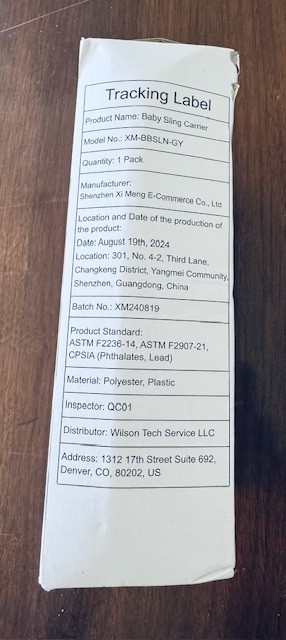 Tracking Label
Product Name: Baby Sling Carrier
Model No.: XM-BBSLN-GY
Quantity: 1 Pack
Manufacturer:
Shenzhen Xi Meng E-Commerce Co., Ltd
Location and Date of the production of
the product:
Date: August 19th, 2024
Location: 301, No. 4-2, Third Lane,
Changkeng District, Yangmei Community,
Shenzhen, Guangdong, China
Batch No.: XM240819
Product Standard:
ASTM F2236-14, ASTM F2907-21,
CPSIA (Phthalates, Lead)
Material: Polyester, Plastic
Inspector: QC01
Distributor: Wilson Tech Service LLC
Address: 1312 17th Street Suite 692,
Denver, CO, 80202, US